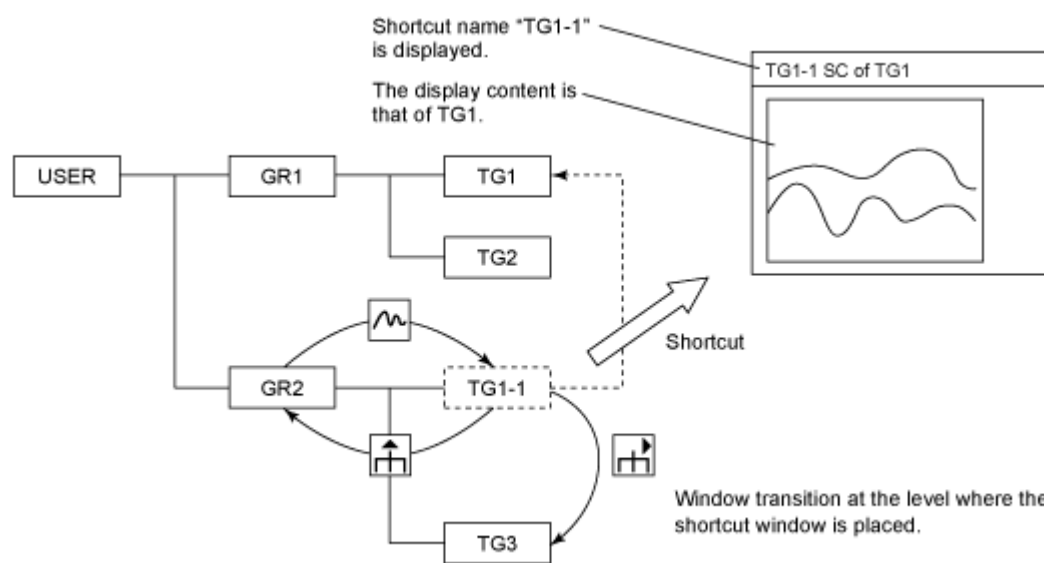 Shortcut name “TG1-1”
is displayed.
TG1-1 SC of TG1
The display content is
that of TG1.
USER
GR1
TG1
TG2
Shortcut
GR2
TG1-1
Window transition at the level where the
shortcut window is placed.
TG3